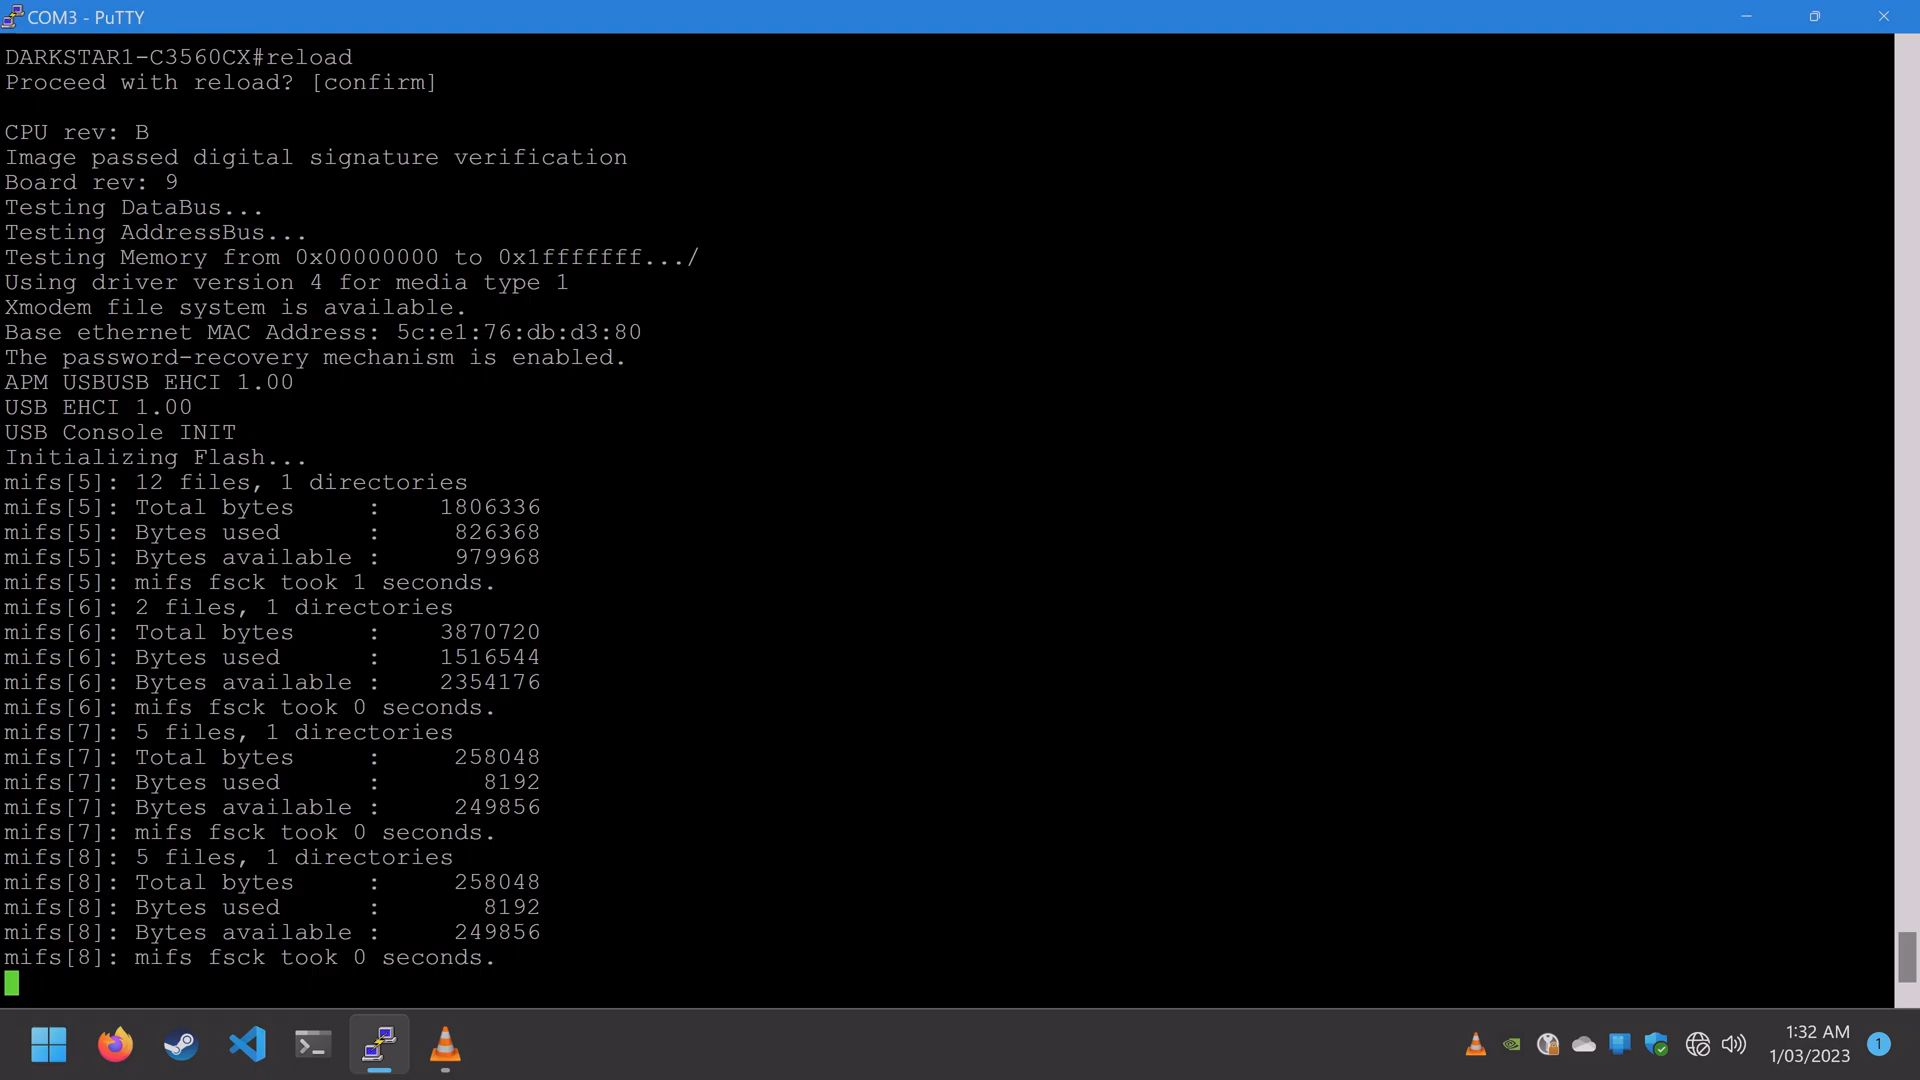 COM3 - PuTTY
DARKSTAR1-C3560CX#reload
Proceed with reload? [confirm]
CPU rev: B
Image passed digital signature verification
Board rev: 9
Testing DataBus...
Testing AddressBus...
Testing Memory from 0x00000000 to 0x1fffffff.../
Using driver version 4 for media type 1
Xmodem file system is available.
Base ethernet MAC Address: 5c:e1:76:db:d3:80
The password-recovery mechanism is enabled.
APM USBUSB EHCI 1.00
USB EHCI 1.00
USB Console INIT
Initializing Flash...
mifs[5]: 12 files, 1 directories
mifs[5]: Total bytes     :    1806336
mifs[5]: Bytes used      :     826368
mifs[5]: Bytes available :     979968
mifs[5]: mifs fsck took 1 seconds.
mifs[6]: 2 files, 1 directories
mifs[6]: Total bytes     :    3870720
mifs[6]: Bytes used      :    1516544
mifs[6]: Bytes available :    2354176
mifs[6]: mifs fsck took 0 seconds.
mifs[7]: 5 files, 1 directories
mifs[7]: Total bytes     :     258048
mifs[7]: Bytes used      :       8192
mifs[7]: Bytes available :     249856
mifs[7]: mifs fsck took 0 seconds.
mifs[8]: 5 files, 1 directories
mifs[8]: Total bytes     :     258048
mifs[8]: Bytes used      :       8192
mifs[8]: Bytes available :     249856
mifs[8]: mifs fsck took 0 seconds.
1:32 AM
1/03/2023
1